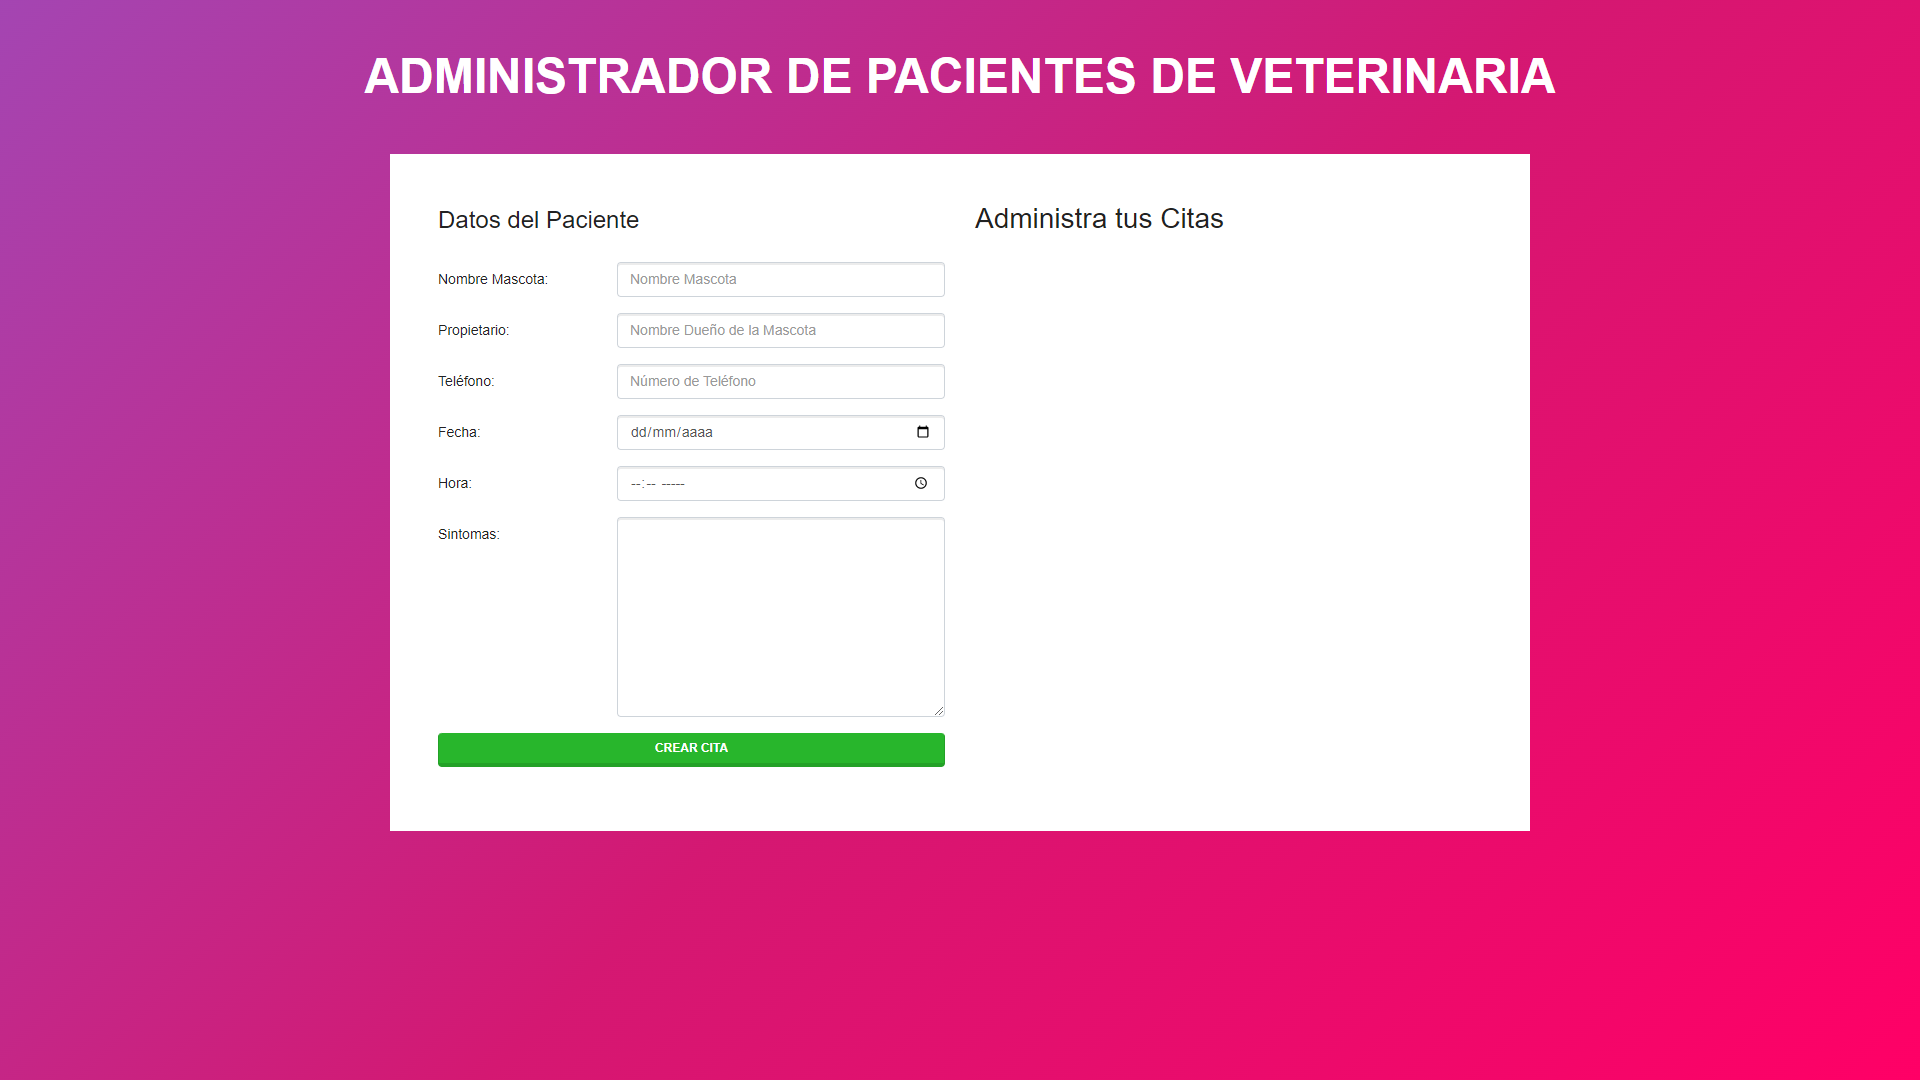 ADMINISTRADOR DE PACIENTES DE VETERINARIA
Datos del Paciente
Nombre Mascota:
Nombre Mascota
Propietario:
Nombre Dueño de la Mascota
Teléfono:
Número de Teléfono
Fecha:
dd/mm/aaaa
Hora:
--:-- -----
Sintomas:
CREAR CITA
Administra tus Citas